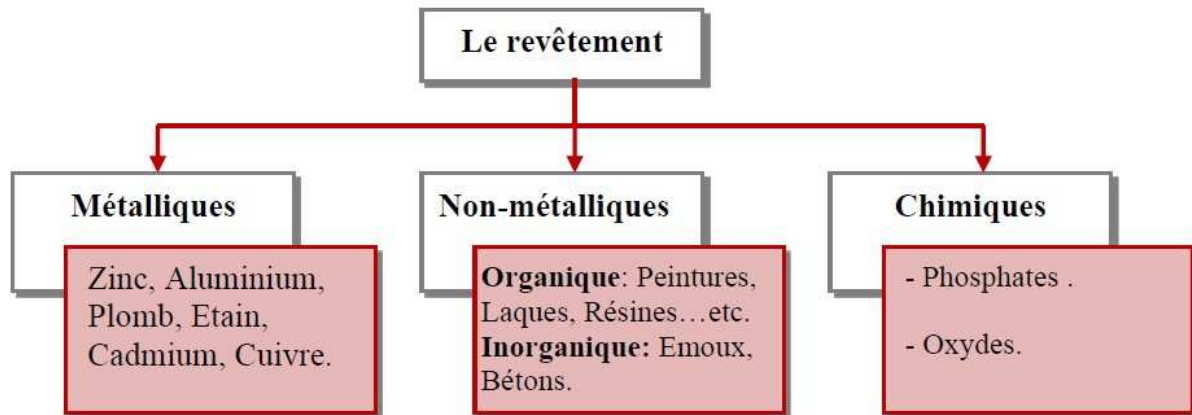 Le revêtement
Métalliques
Zinc, Aluminium,
Plomb, Etain,
Cadmium, Cuivre.
Non-métalliques
Organique: Peintures,
Laques, Résines…etc.
Inorganique: Emoux,
Bétons.
Chimiques
- Phosphates .
- Oxydes.